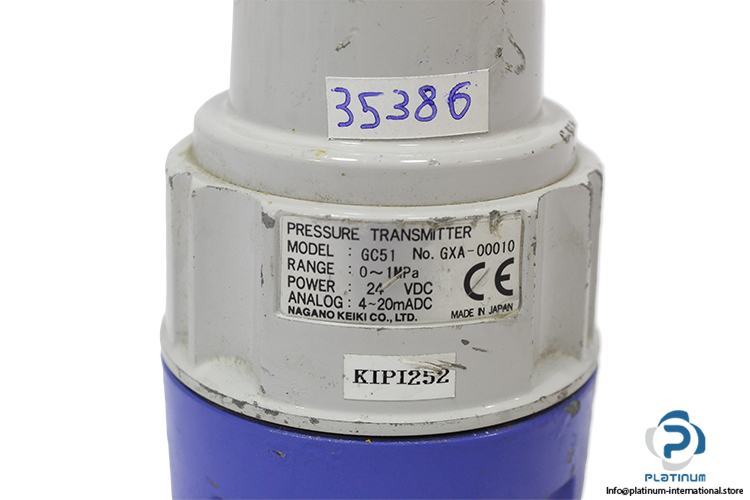 35386
PRESSURE TRANSMITTER
MODEL : GC51 No. GXA-00010
RANGE : 0~1MPa
POWER : 24 VDC
ANALOG : 4~20mADC
NAGANO KEIKI CO., LTD.
CE
MADE IN JAPAN
KIPI252
PLATINUM
Info@platinum-international.store